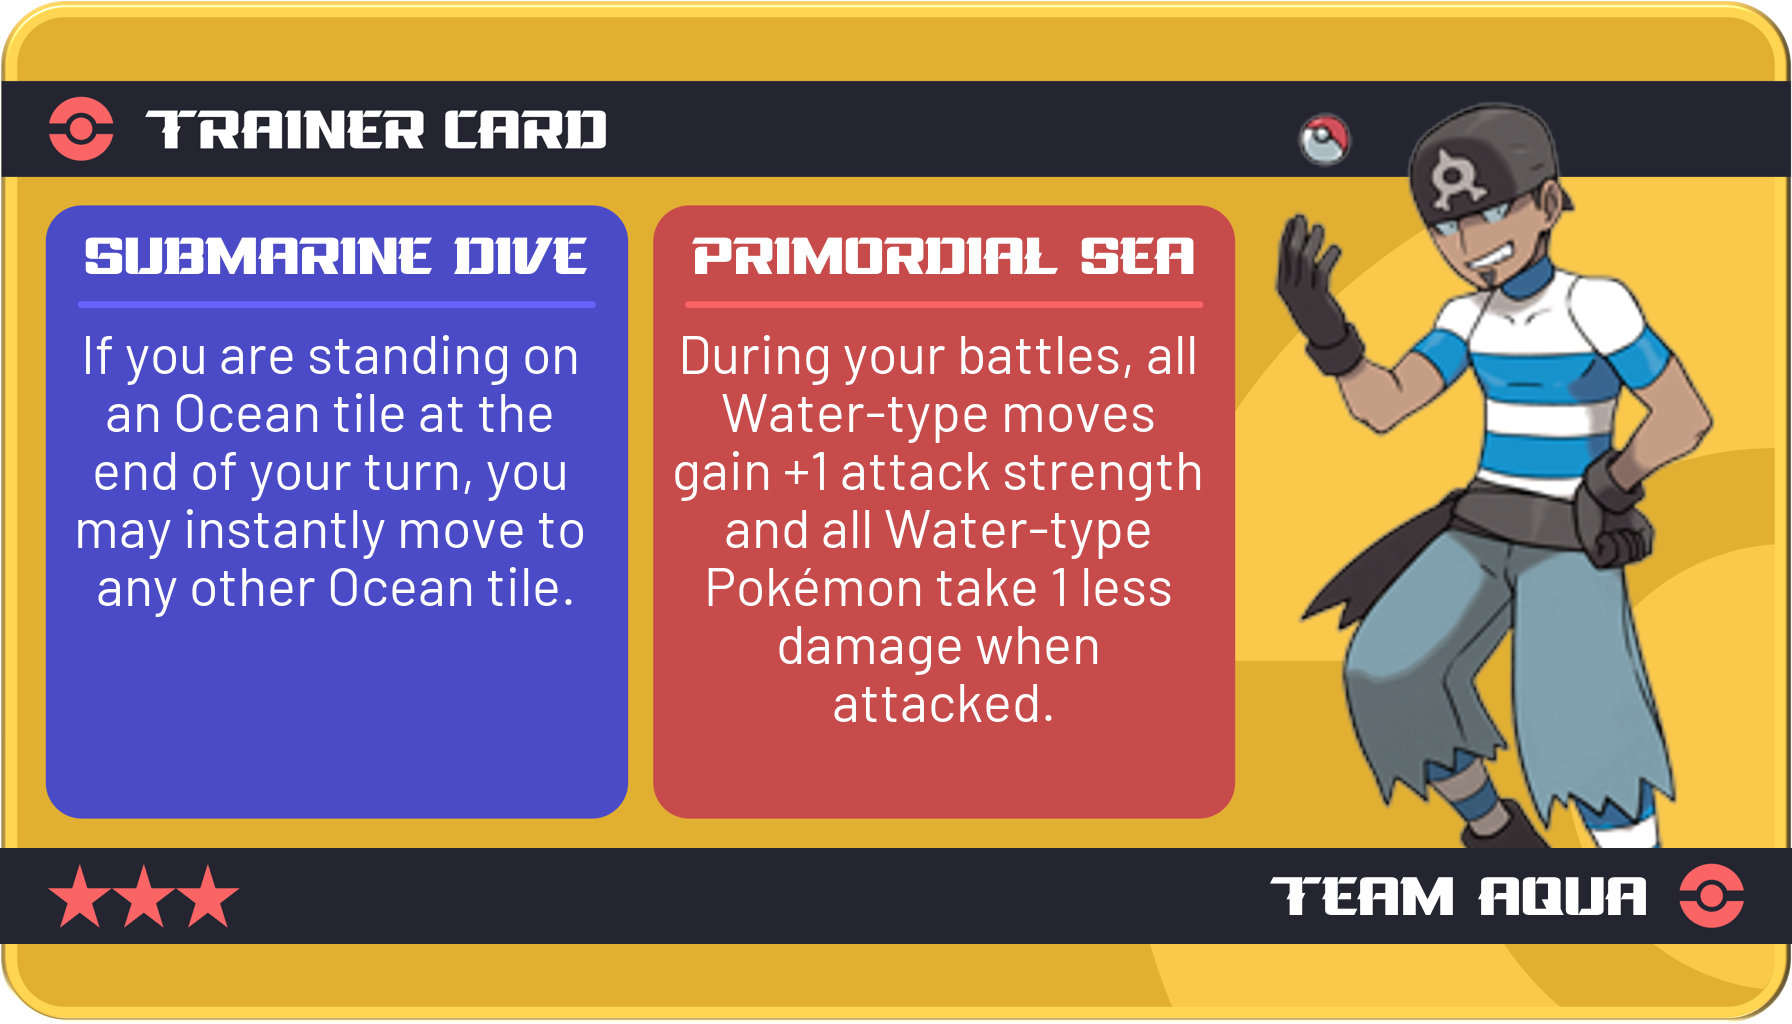 TRAINER CARD
SUBMARINE DIVE
If you are standing on
an Ocean tile at the
end of your turn, you
may instantly move to
any other Ocean tile.
PRIMORDIAL SEA
During your battles, all
Water-type moves
gain +1 attack strength
and all Water-type
Pokémon take 1 less
damage when
attacked.
TEAM AQUA